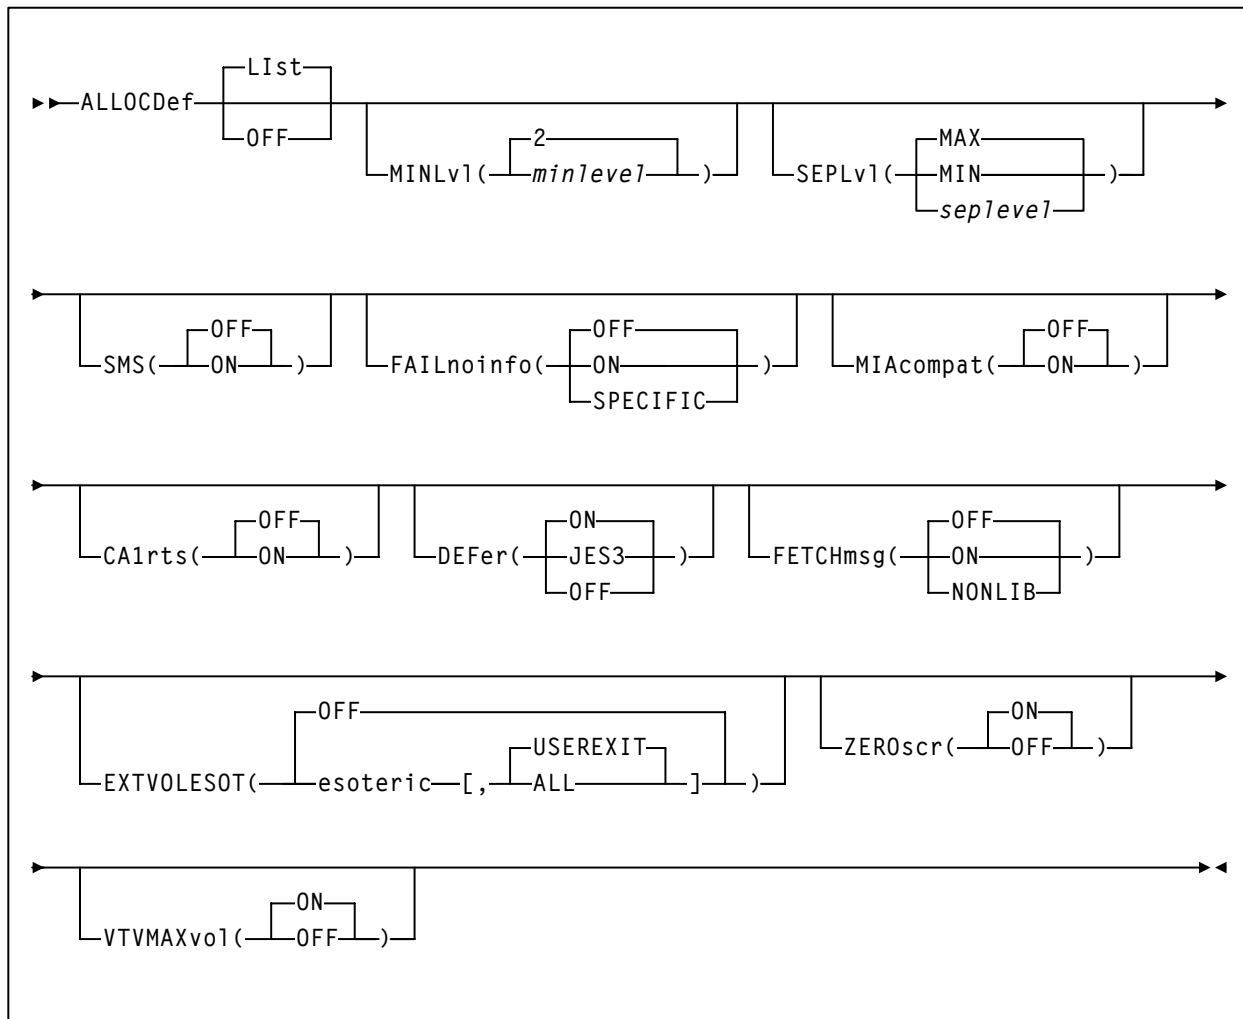 LIst
ALLOCDef
OFF
2
MINLvl( minlevel )
MAX
SEPLvl( MIN )
seplevel
OFF
SMS( ON )
OFF
FAILnoinfo( ON )
SPECIFIC
OFF
MIAcompat( ON )
OFF
CA1rts( ON )
ON
DEFer( JES3 )
OFF
OFF
FETCHmsg( ON )
NONLIB
OFF
USEREXIT
EXTVOLESOT( esoteric [, ALL ] )
ON
ZEROscr( OFF )
ON
VTVMAXvol( OFF )